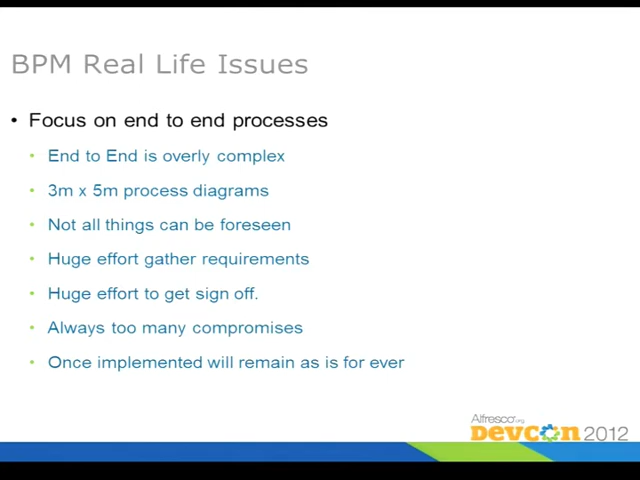 BPM Real Life Issues
• Focus on end to end processes
• End to End is overly complex
• 3m x 5m process diagrams
• Not all things can be foreseen
• Huge effort gather requirements
• Huge effort to get sign off.
• Always too many compromises
• Once implemented will remain as is for ever
Alfresco.org
DEVCON 2012